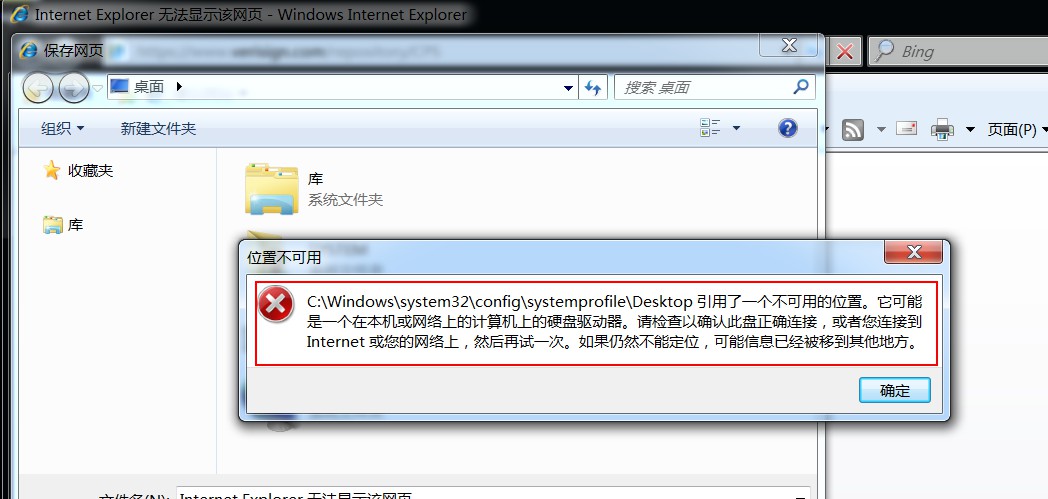 Internet Explorer 无法显示该网页 - Windows Internet Explorer
保存网页
Bing
桌面
搜索 桌面
组织
新建文件夹
页面(P)
收藏夹
库
库
系统文件夹
位置不可用
C:\Windows\system32\config\systemprofile\Desktop 引用了一个不可用的位置。它可能
是一个在本机或网络上的计算机上的硬盘驱动器。请检查以确认此盘正确连接，或者您连接到
Internet 或您的网络上，然后再试一次。如果仍然不能定位，可能信息已经被移到其他地方。
确定
文件名(N):
Internet Explorer 无法显示该网页